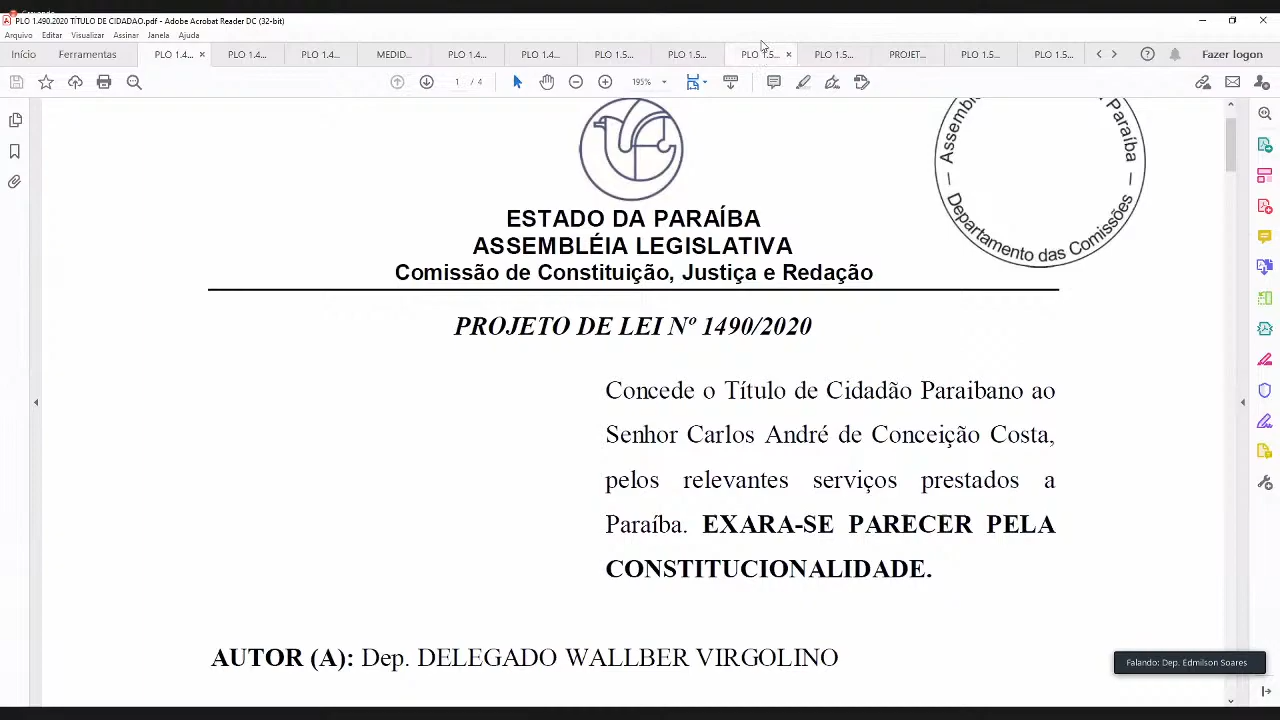 PLO 1.490.2020 TÍTULO DE CIDADAO.pdf - Adobe Acrobat Reader DC (32-bit)
Arquivo Editar Visualizar Assinar Janela Ajuda
Início Ferramentas PLO 1.4... × PLO 1.4... PLO 1.4... MEDID... PLO 1.4... PLO 1.4... PLO 1.5... PLO 1.5... PLO 1.5... × PLO 1.5... PROJET... PLO 1.5... PLO 1.5... Fazer logon
1 / 4 195%
Paraíba
Departamento das Comissões
ESTADO DA PARAÍBA
ASSEMBLÉIA LEGISLATIVA
Comissão de Constituição, Justiça e Redação
PROJETO DE LEI Nº 1490/2020
Concede o Título de Cidadão Paraibano ao
Senhor Carlos André de Conceição Costa,
pelos relevantes serviços prestados a
Paraíba. EXARA-SE PARECER PELA
CONSTITUCIONALIDADE.
AUTOR (A): Dep. DELEGADO WALLBER VIRGOLINO
Falando: Dep. Edmilson Soares